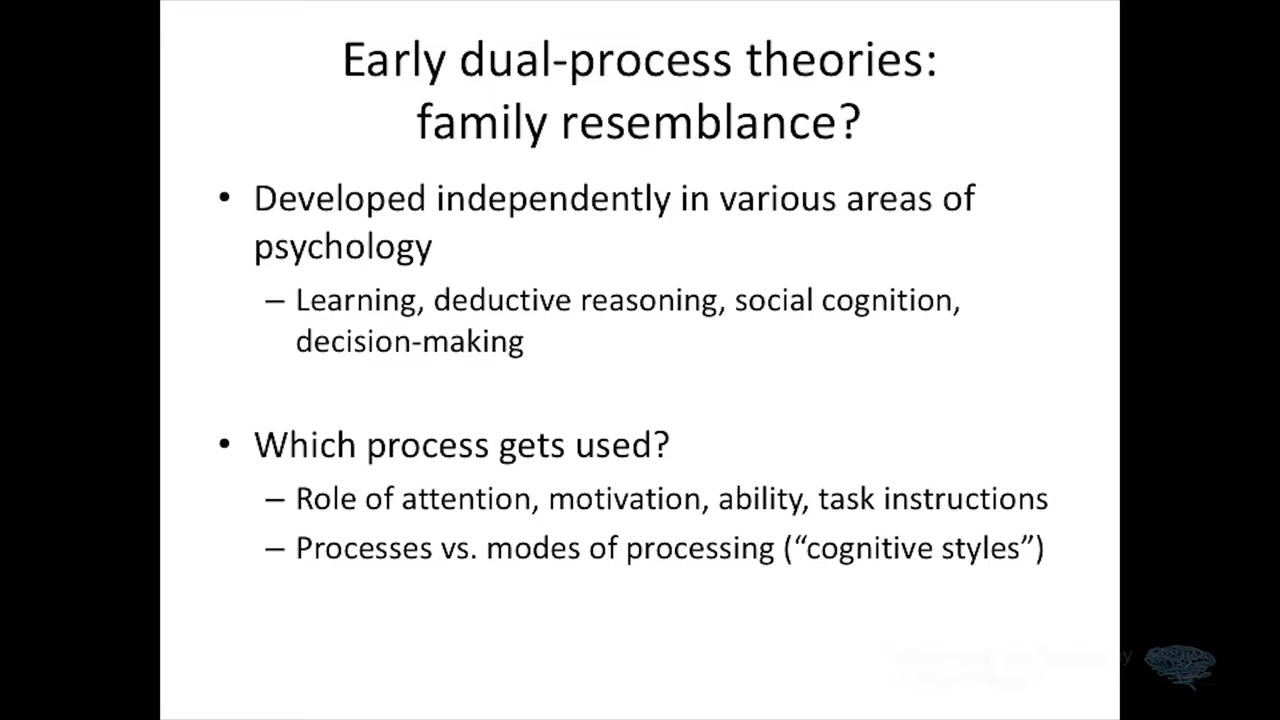 Early dual-process theories:
family resemblance?
• Developed independently in various areas of
psychology
– Learning, deductive reasoning, social cognition,
decision-making
• Which process gets used?
– Role of attention, motivation, ability, task instructions
– Processes vs. modes of processing (“cognitive styles”)